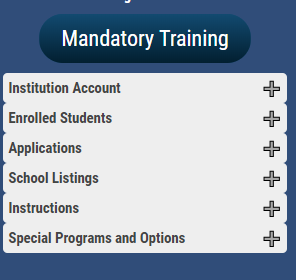 Mandatory Training
Institution Account
Enrolled Students
Applications
School Listings
Instructions
Special Programs and Options